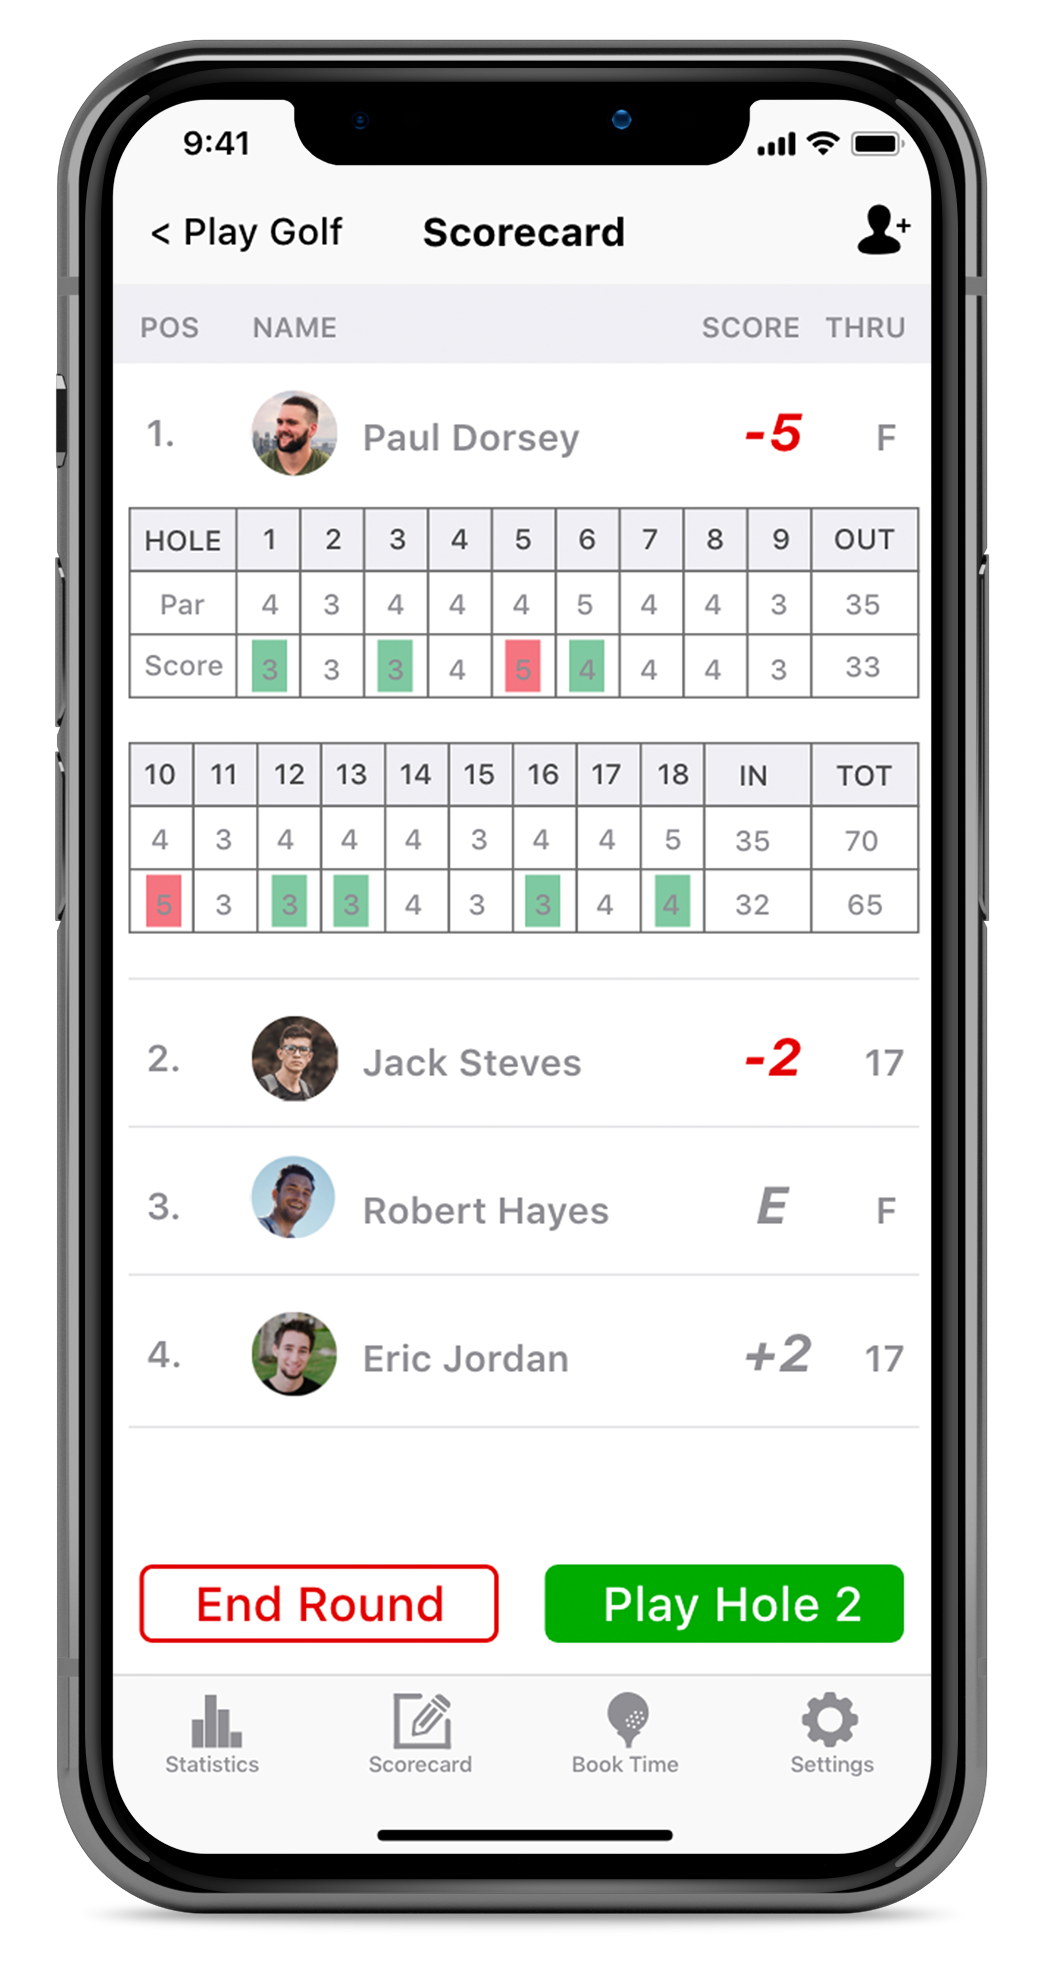 9:41
< Play Golf Scorecard +
POS NAME SCORE THRU
1. Paul Dorsey -5 F
HOLE 1 2 3 4 5 6 7 8 9 OUT
Par 4 3 4 4 4 5 4 4 3 35
Score 3 3 3 4 5 4 4 4 3 33
10 11 12 13 14 15 16 17 18 IN TOT
4 3 4 4 4 3 4 4 5 35 70
5 3 3 3 4 3 3 4 4 32 65
2. Jack Steves -2 17
3. Robert Hayes E F
4. Eric Jordan +2 17
End Round Play Hole 2
Statistics Scorecard Book Time Settings